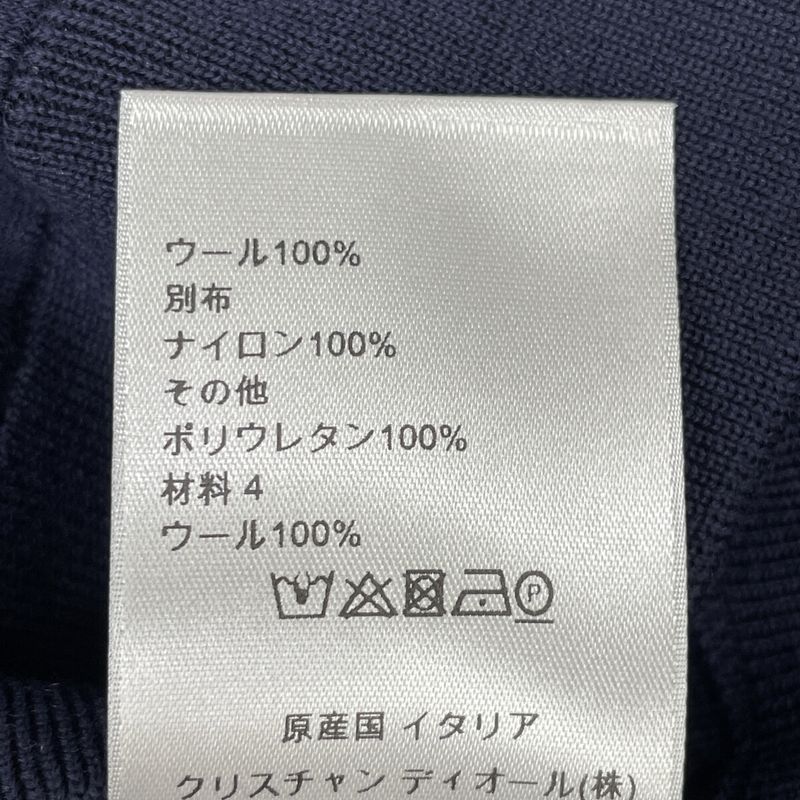 ウール100%
別布
ナイロン100%
その他
ポリウレタン100%
材料 4
ウール100%
P
原産国 イタリア
クリスチャン ディオール(株)